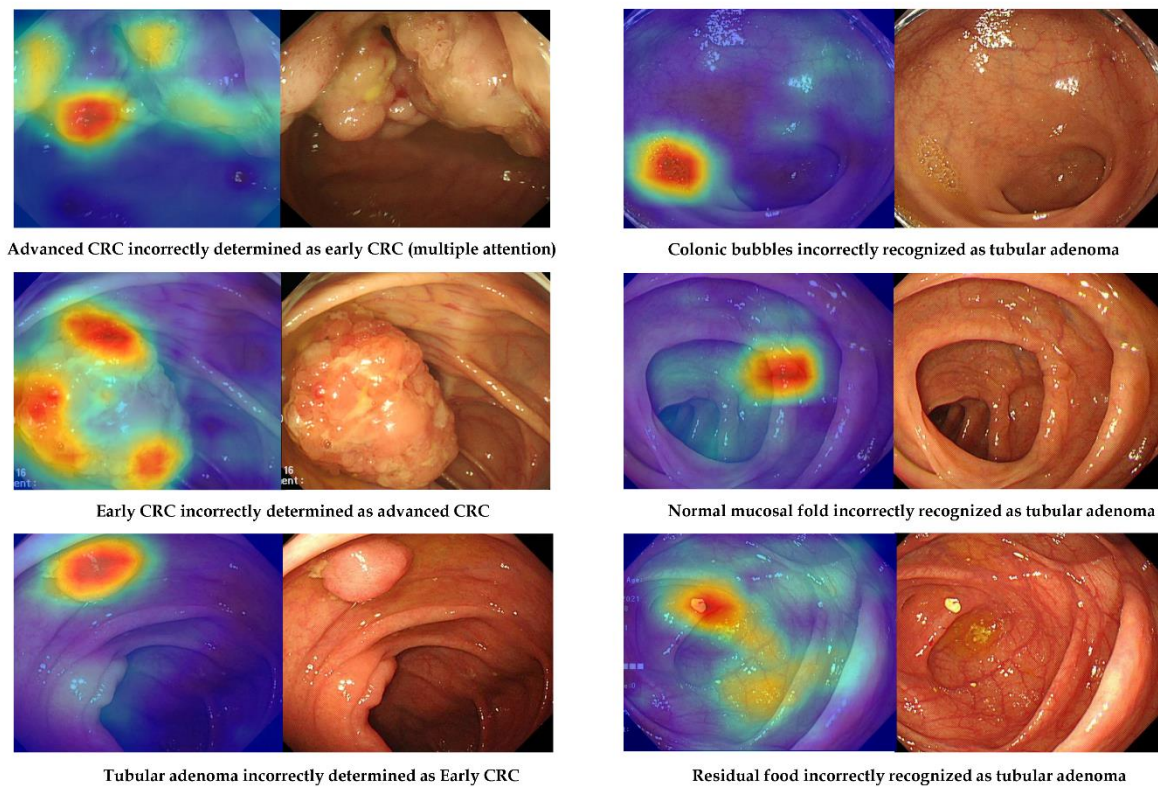 Advanced CRC incorrectly determined as early CRC (multiple attention)
Colonic bubbles incorrectly recognized as tubular adenoma
16
ent:
16
ent:
Early CRC incorrectly determined as advanced CRC
Normal mucosal fold incorrectly recognized as tubular adenoma
Tubular adenoma incorrectly determined as Early CRC
Residual food incorrectly recognized as tubular adenoma